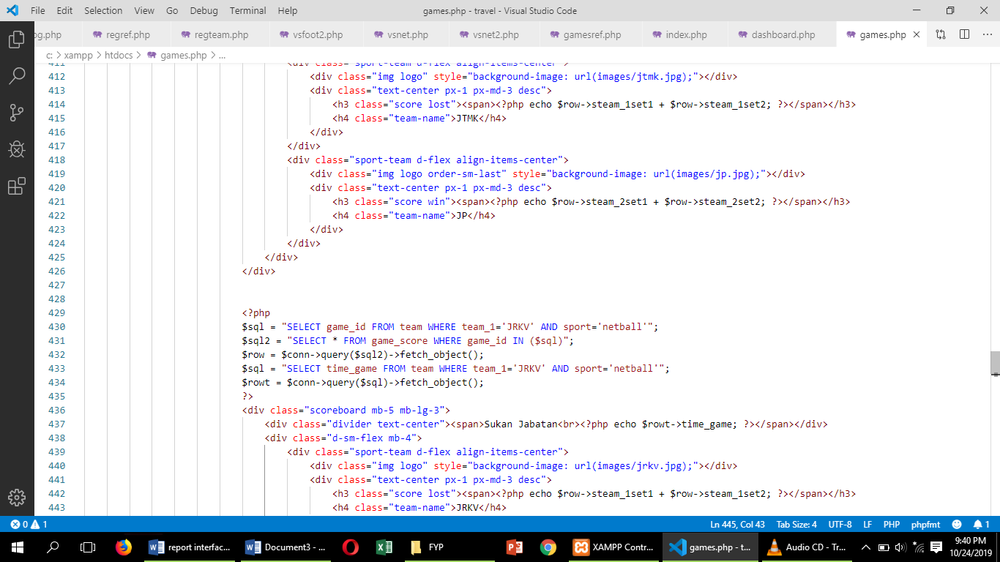 File Edit Selection View Go Debug Terminal Help games.php - travel - Visual Studio Code
og.php regref.php regteam.php vsfoot2.php vsnet.php vsnet2.php gamesref.php index.php dashboard.php games.php
c: > xampp > htdocs > games.php > ...
411 <div class="sport-team d-flex align-items-center">
412 <div class="img logo" style="background-image: url(images/jtmk.jpg);"></div>
413 <div class="text-center px-1 px-md-3 desc">
414 <h3 class="score lost"><span><?php echo $row->steam_1set1 + $row->steam_1set2; ?></span></h3>
415 <h4 class="team-name">JTMK</h4>
416 </div>
417 </div>
418 <div class="sport-team d-flex align-items-center">
419 <div class="img logo order-sm-last" style="background-image: url(images/jp.jpg);"></div>
420 <div class="text-center px-1 px-md-3 desc">
421 <h3 class="score win"><span><?php echo $row->steam_2set1 + $row->steam_2set2; ?></span></h3>
422 <h4 class="team-name">JP</h4>
423 </div>
424 </div>
425 </div>
426 </div>
427
428
429 <?php
430 $sql = "SELECT game_id FROM team WHERE team_1='JRKV' AND sport='netball'";
431 $sql2 = "SELECT * FROM game_score WHERE game_id IN ($sql)";
432 $row = $conn->query($sql2)->fetch_object();
433 $sql = "SELECT time_game FROM team WHERE team_1='JRKV' AND sport='netball'";
434 $rowt = $conn->query($sql)->fetch_object();
435 ?>
436 <div class="scoreboard mb-5 mb-lg-3">
437 <div class="divider text-center"><span>Sukan Jabatan<br><?php echo $rowt->time_game; ?></span></div>
438 <div class="d-sm-flex mb-4">
439 <div class="sport-team d-flex align-items-center">
440 <div class="img logo" style="background-image: url(images/jrkv.jpg);"></div>
441 <div class="text-center px-1 px-md-3 desc">
442 <h3 class="score lost"><span><?php echo $row->steam_1set1 + $row->steam_1set2; ?></span></h3>
443 <h4 class="team-name">JRKV</h4>
0 1 Ln 445, Col 43 Tab Size: 4 UTF-8 LF PHP phpfmt 1
report interfac... Document3 - ... FYP XAMPP Contr... games.php - t... Audio CD - Tr... 9:40 PM
10/24/2019